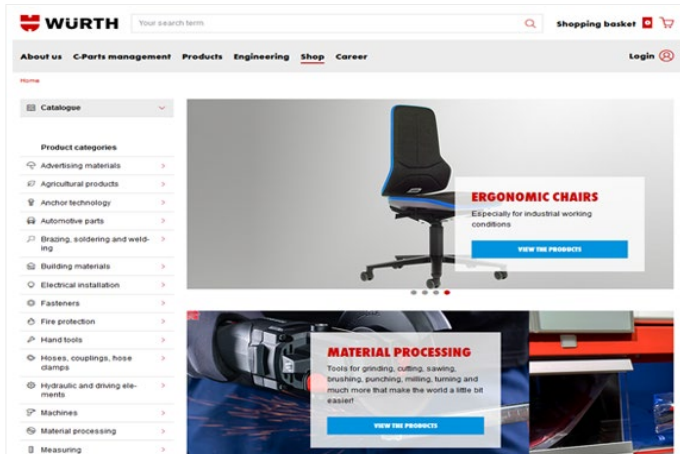 WÜRTH
Your search term
Shopping basket
About us C-Parts management Products Engineering Shop Career
Login
Home
Catalogue
Product categories
Advertising materials
Agricultural products
Anchor technology
Automotive parts
Brazing, soldering and weld-
ing
Building materials
Electrical installation
Fasteners
Fire protection
Hand tools
Hoses, couplings, hose
clamps
Hydraulic and driving ele-
ments
Machines
Material processing
Measuring
ERGONOMIC CHAIRS
Especially for industrial working
conditions
VIEW THE PRODUCTS
MATERIAL PROCESSING
Tools for grinding, cutting, sawing,
brushing, punching, milling, turning and
much more that make the world a little bit
easier!
VIEW THE PRODUCTS